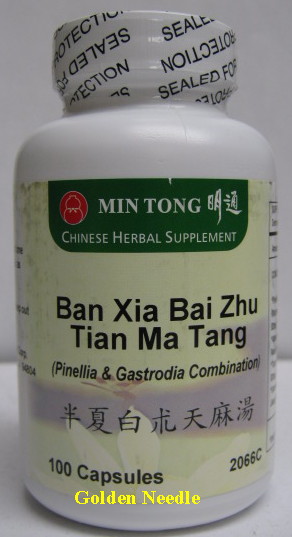 PROTECTION
SEALED FOR
MIN TONG 明通
CHINESE HERBAL SUPPLEMENT
Ban Xia Bai Zhu
Tian Ma Tang
(Pinellia & Gastrodia Combination)
半夏白朮天麻湯
100 Capsules
2066C
Golden Needle